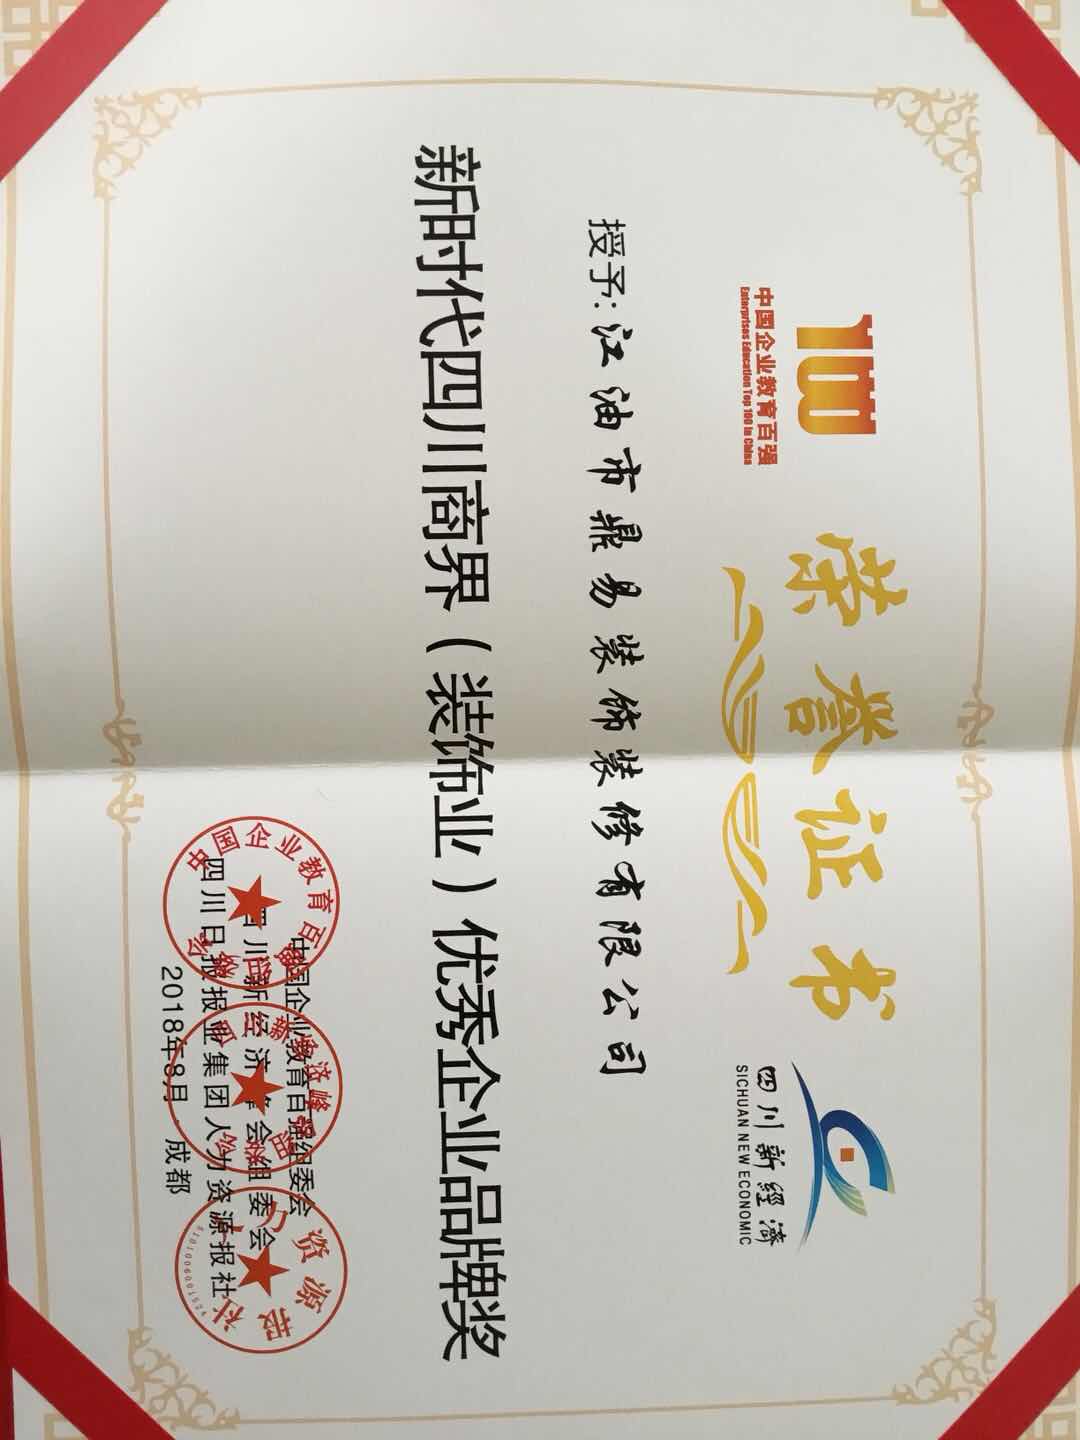 中国企业教育百强
Enterprises Education Top 100 in China
荣誉证书
四川新經濟
SICHUAN NEW ECONOMIC
授予:江油市鼎易装饰装修有限公司
新时代四川商界(装饰业)优秀企业品牌奖
中国企业教育百强组委会
四川新经济峰会组委会
四川日报报业集团人力资源报社
2018年8月·成都